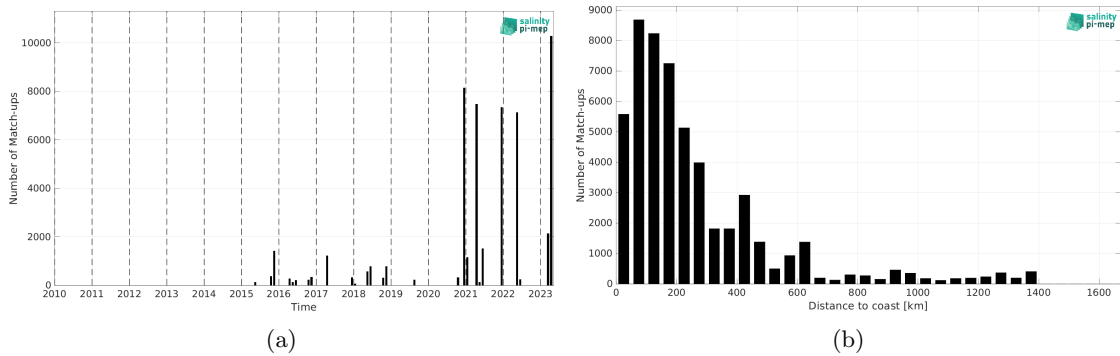 salinity
pi-mep
Number of Match-ups
10000
8000
6000
4000
2000
0
2010 2011 2012 2013 2014 2015 2016 2017 2018 2019 2020 2021 2022 2023
Time
(a)
salinity
pi-mep
Number of Match-ups
9000
8000
7000
6000
5000
4000
3000
2000
1000
0
0 200 400 600 800 1000 1200 1400 1600
Distance to coast [km]
(b)